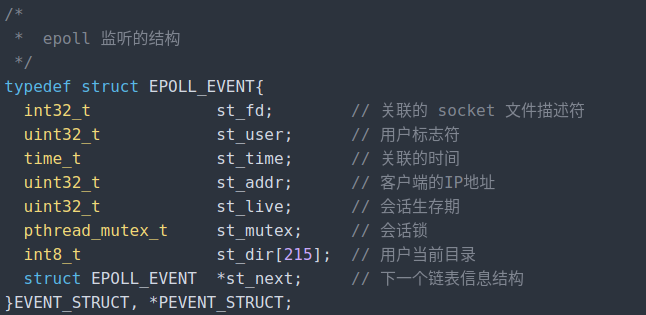 /*
 *  epoll 监听的结构
 */
typedef struct EPOLL_EVENT{
  int32_t             st_fd;        // 关联的 socket 文件描述符
  uint32_t            st_user;      // 用户标志符
  time_t              st_time;      // 关联的时间
  uint32_t            st_addr;      // 客户端的IP地址
  uint32_t            st_live;      // 会话生存期
  pthread_mutex_t     st_mutex;     // 会话锁
  int8_t              st_dir[215];  // 用户当前目录
  struct EPOLL_EVENT  *st_next;     // 下一个链表信息结构
}EVENT_STRUCT, *PEVENT_STRUCT;